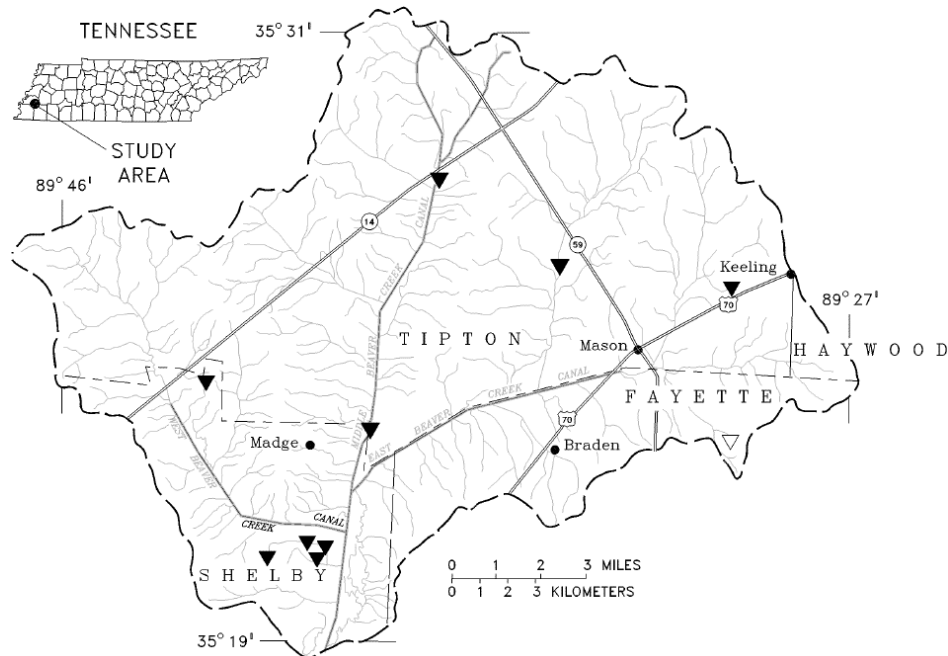 TENNESSEE
35° 31'
STUDY
AREA
89° 46'
14
CANAL
CREEK
BEAVER
MIDDLE
59
Keeling
70
89° 27'
TIPTON
Mason
HAYWOOD
FAYETTE
EAST BEAVER CREEK CANAL
70
Madge
Braden
WEST
BEAVER
CREEK CANAL
SHELBY
0 1 2 3 MILES
0 1 2 3 KILOMETERS
35° 19'